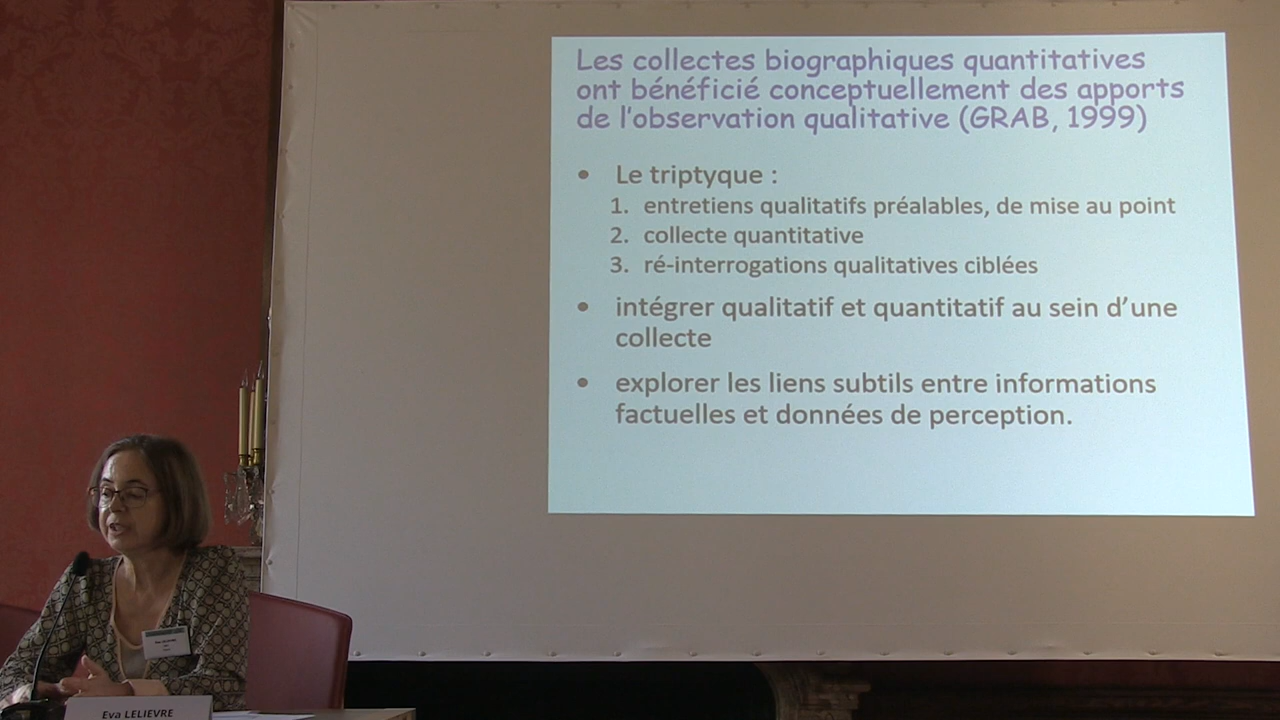 Les collectes biographiques quantitatives
ont bénéficié conceptuellement des apports
de l'observation qualitative (GRAB, 1999)
• Le triptyque :
1. entretiens qualitatifs préalables, de mise au point
2. collecte quantitative
3. ré-interrogations qualitatives ciblées
• intégrer qualitatif et quantitatif au sein d'une
collecte
• explorer les liens subtils entre informations
factuelles et données de perception.
Eva LELIEVRE